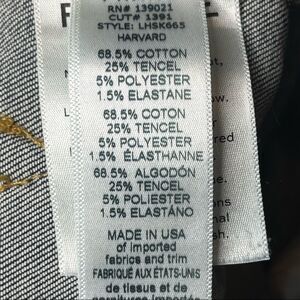 RN# 139021
CUT# 1391
STYLE: LHSK665
HARVARD
68.5% COTTON
25% TENCEL
5% POLYESTER
1.5% ELASTANE
68.5% COTON
25% TENCEL
5% POLYESTER
1.5% ÉLASTHANNE
68.5% ALGODÓN
25% TENCEL
5% POLIESTER
1.5% ELASTÁNO
MADE IN USA
of imported
fabrics and trim
FABRIQUÉ AUX ÉTATS-UNIS
de tissus et de